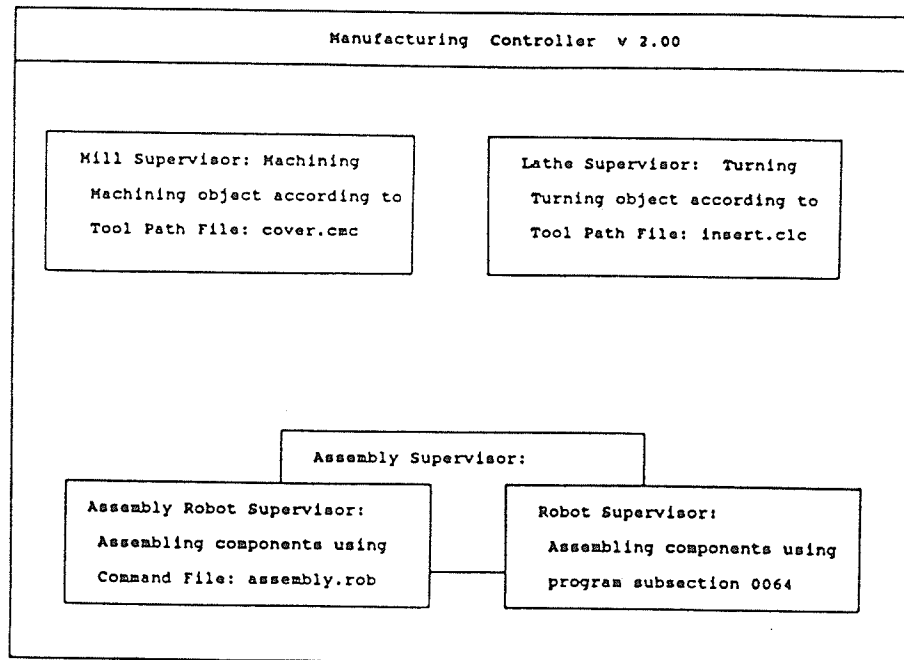 Manufacturing Controller v 2.00
Mill Supervisor: Machining
Machining object according to
Tool Path File: cover.cmc
Lathe Supervisor: Turning
Turning object according to
Tool Path File: insert.clc
Assembly Supervisor:
Assembly Robot Supervisor:
Assembling components using
Command File: assembly.rob
Robot Supervisor:
Assembling components using
program subsection 0064